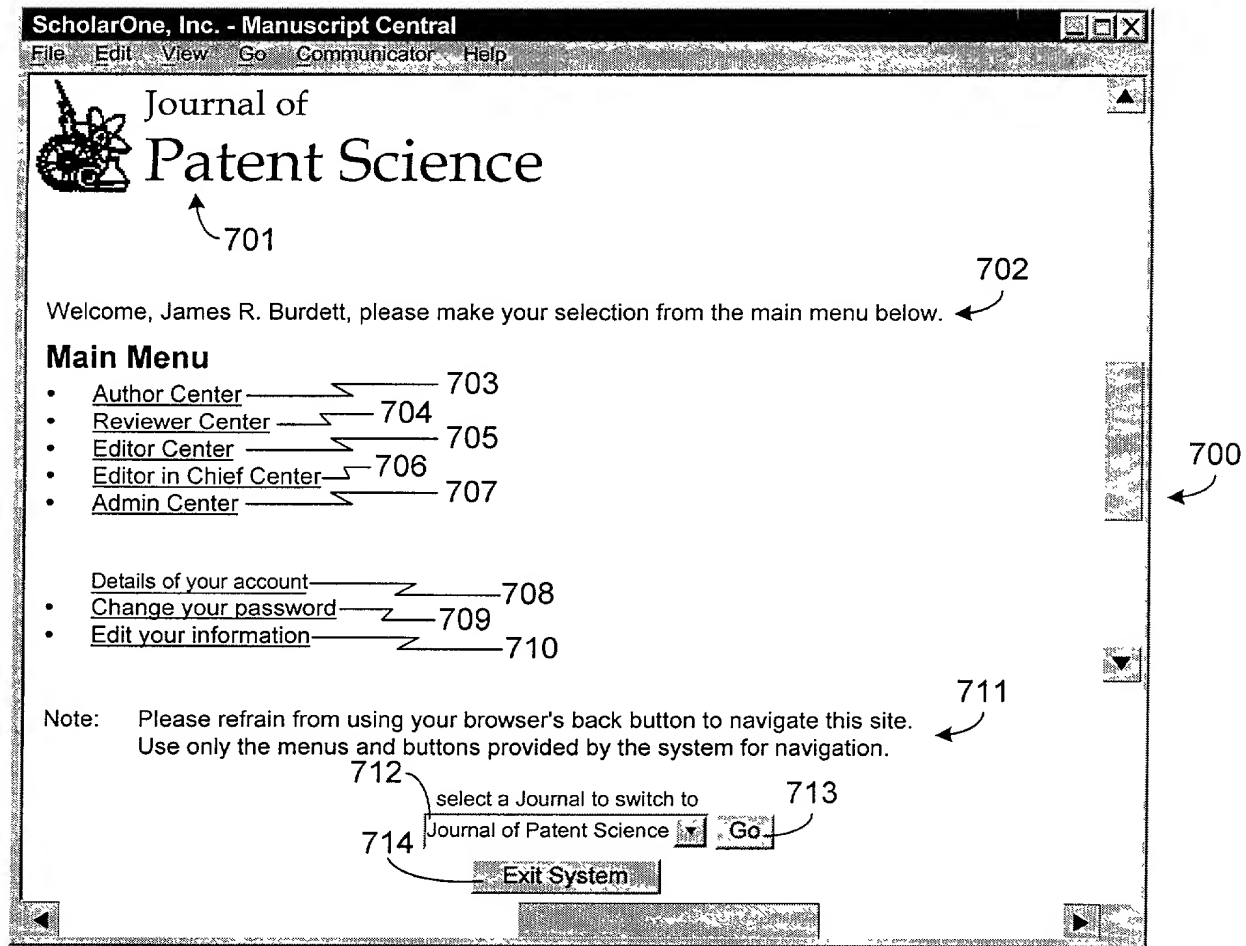 ScholarOne, Inc. - Manuscript Central
File Edit View Go Communicator Help
Journal of
Patent Science
701
702
Welcome, James R. Burdett, please make your selection from the main menu below.
Main Menu
• Author Center 703
• Reviewer Center 704
• Editor Center 705
• Editor in Chief Center 706
• Admin Center 707
700
Details of your account 708
• Change your password 709
• Edit your information 710
711
Note: Please refrain from using your browser's back button to navigate this site.
Use only the menus and buttons provided by the system for navigation.
712
select a Journal to switch to 713
Journal of Patent Science Go
714
Exit System